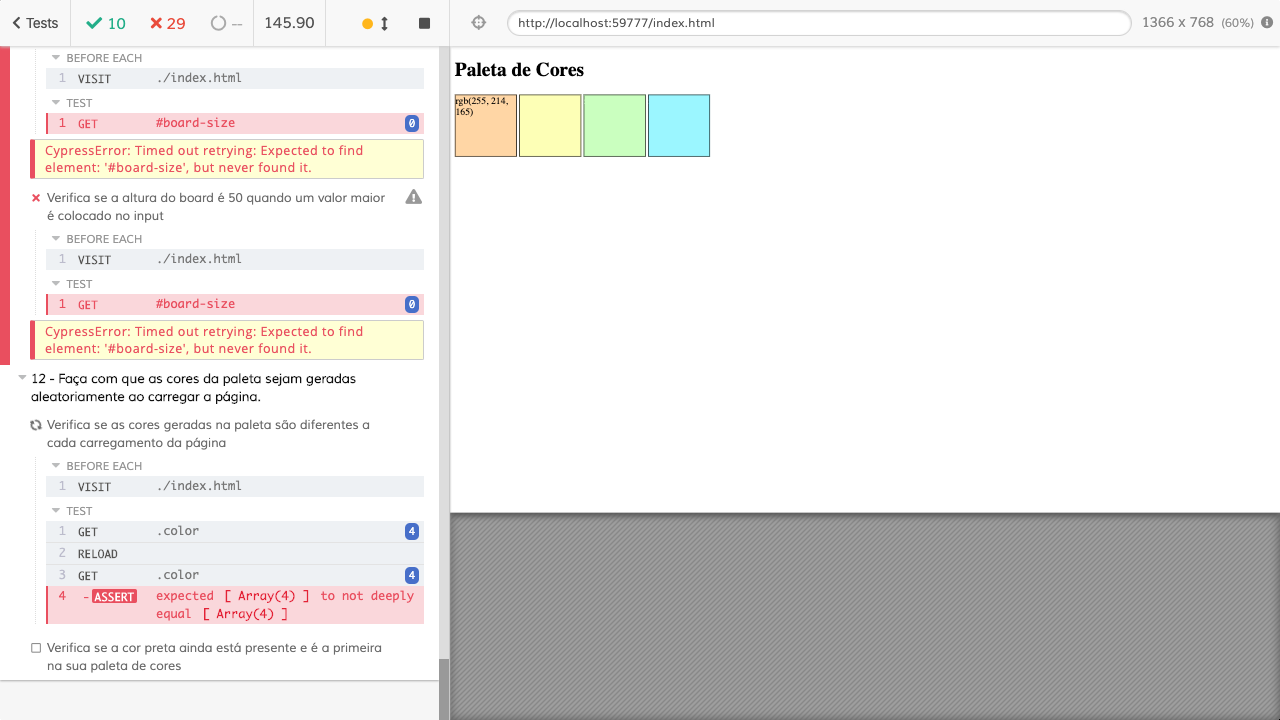 Tests
10
29
--
145.90
http://localhost:59777/index.html
1366 x 768 (60%)
BEFORE EACH
1 VISIT ./index.html
TEST
1 GET #board-size 0
CypressError: Timed out retrying: Expected to find
element: '#board-size', but never found it.
Verifica se a altura do board é 50 quando um valor maior
é colocado no input
BEFORE EACH
1 VISIT ./index.html
TEST
1 GET #board-size 0
CypressError: Timed out retrying: Expected to find
element: '#board-size', but never found it.
12 - Faça com que as cores da paleta sejam geradas
aleatoriamente ao carregar a página.
Verifica se as cores geradas na paleta são diferentes a
cada carregamento da página
BEFORE EACH
1 VISIT ./index.html
TEST
1 GET .color 4
2 RELOAD
3 GET .color 4
4 -ASSERT expected [ Array(4) ] to not deeply
equal [ Array(4) ]
Verifica se a cor preta ainda está presente e é a primeira
na sua paleta de cores
Paleta de Cores
rgb(255, 214,
165)